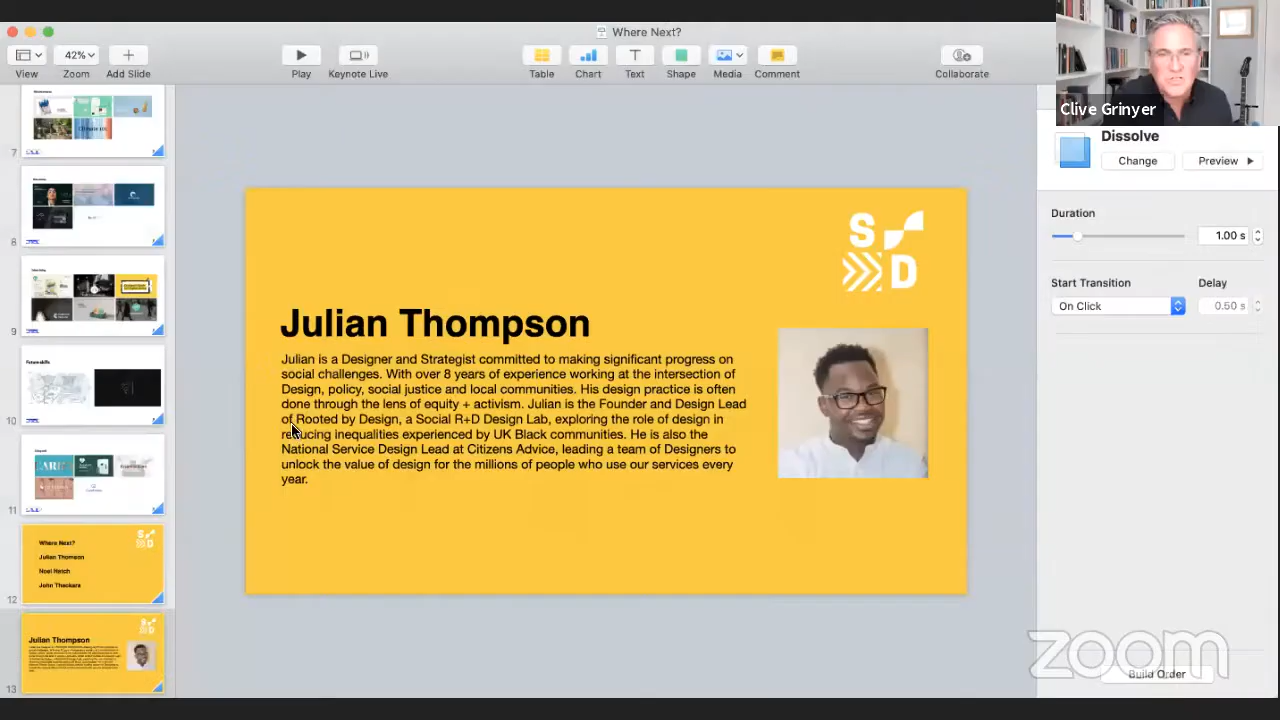 Where Next?
42%
View
Zoom
Add Slide
Play
Keynote Live
Table
Chart
Text
Shape
Media
Comment
Collaborate
Clive Grinyer
Dissolve
Change
Preview
Duration
1.00 s
Start Transition
Delay
On Click
0.50 s
Build Order
zoom
S
D
Julian Thompson
Julian is a Designer and Strategist committed to making significant progress on
social challenges. With over 8 years of experience working at the intersection of
Design, policy, social justice and local communities. His design practice is often
done through the lens of equity + activism. Julian is the Founder and Design Lead
of Rooted by Design, a Social R+D Design Lab, exploring the role of design in
reducing inequalities experienced by UK Black communities. He is also the
National Service Design Lead at Citizens Advice, leading a team of Designers to
unlock the value of design for the millions of people who use our services every
year.
7
8
9
Future skills
10
11
Where Next?
Julian Thompson
John Thackara
S
D
12
Julian Thompson
S
D
13